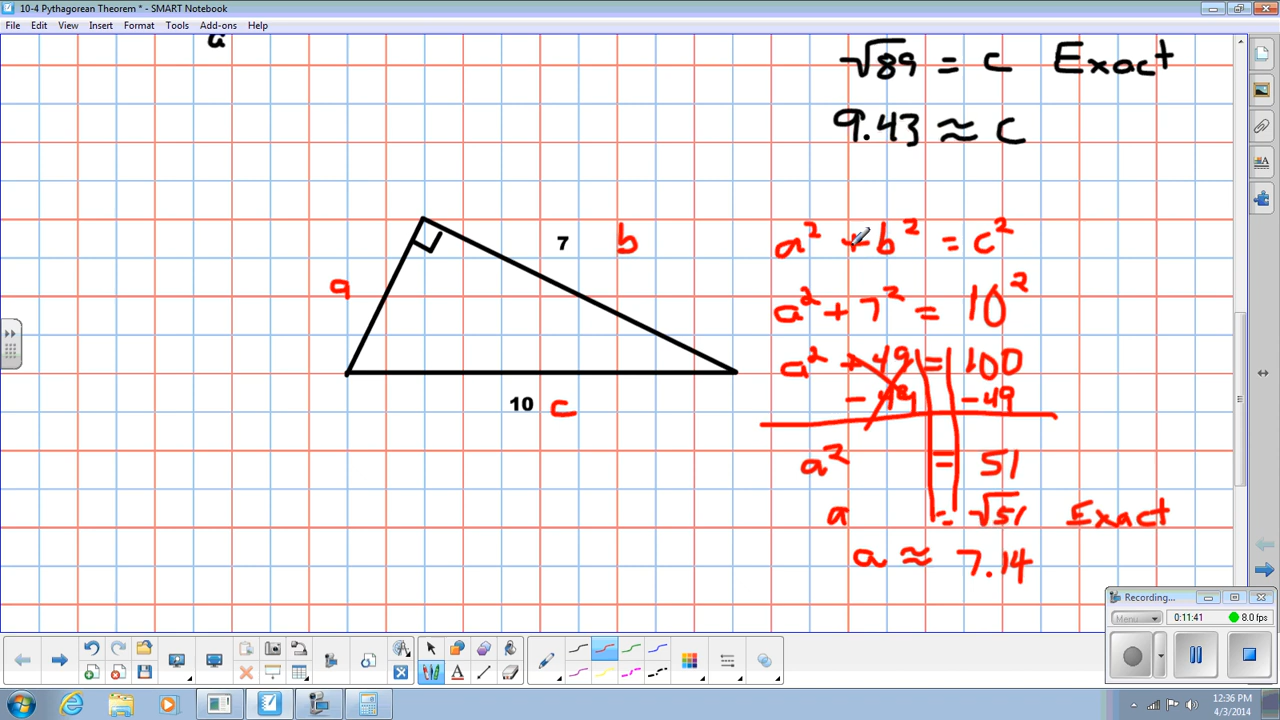 10-4 Pythagorean Theorem * - SMART Notebook
File Edit View Insert Format Tools Add-ons Help
a
√89 = c Exact
9.43 ≈ c
7 b
a
10 c
a² + b² = c²
a² + 7² = 10²
a² + 49 = 100
- 49 - 49
a² = 51
a = √51 Exact
a ≈ 7.14
Recording...
Menu
0:11:41 8.0 fps
12:36 PM
4/3/2014